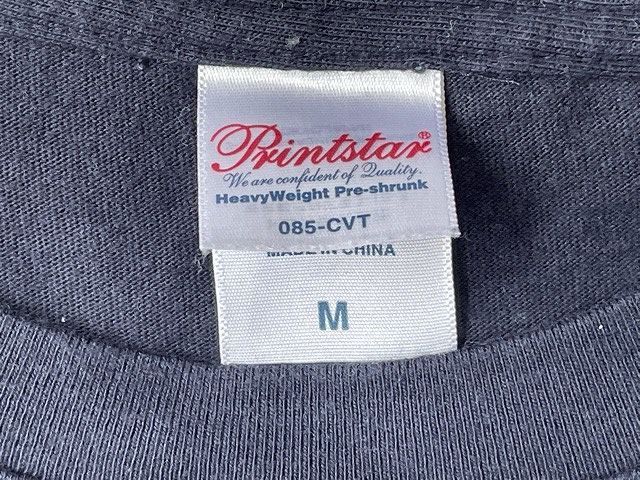 Printstar®
We are confident of Quality.
HeavyWeight Pre-shrunk
085-CVT
MADE IN CHINA
M